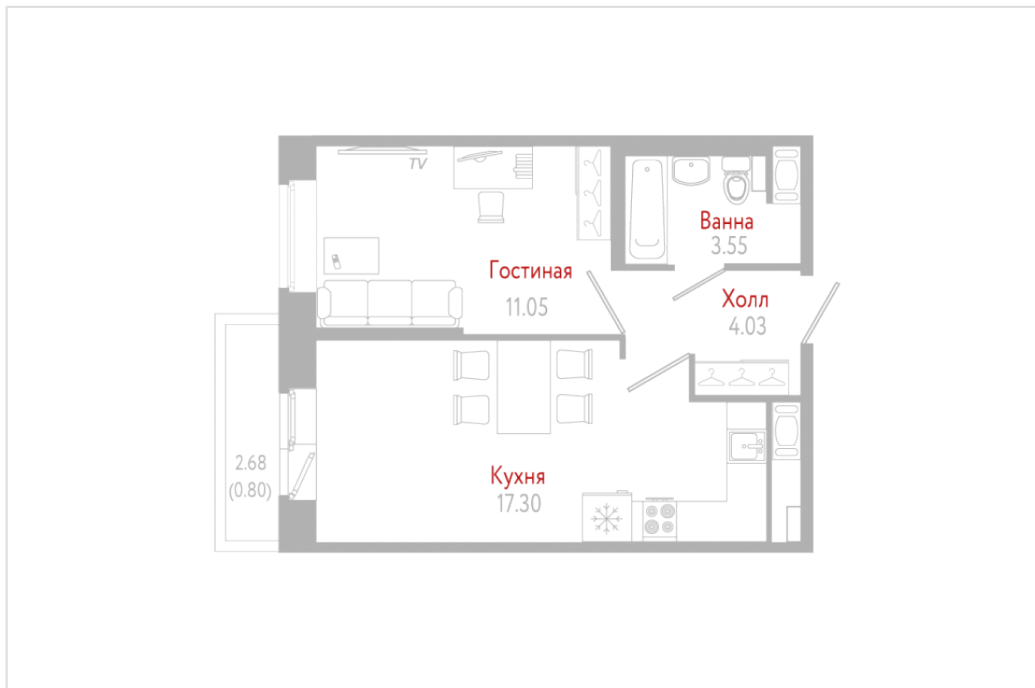 TV
Ванна
3.55
Гостиная
11.05
Холл
4.03
2.68
(0.80)
Кухня
17.30